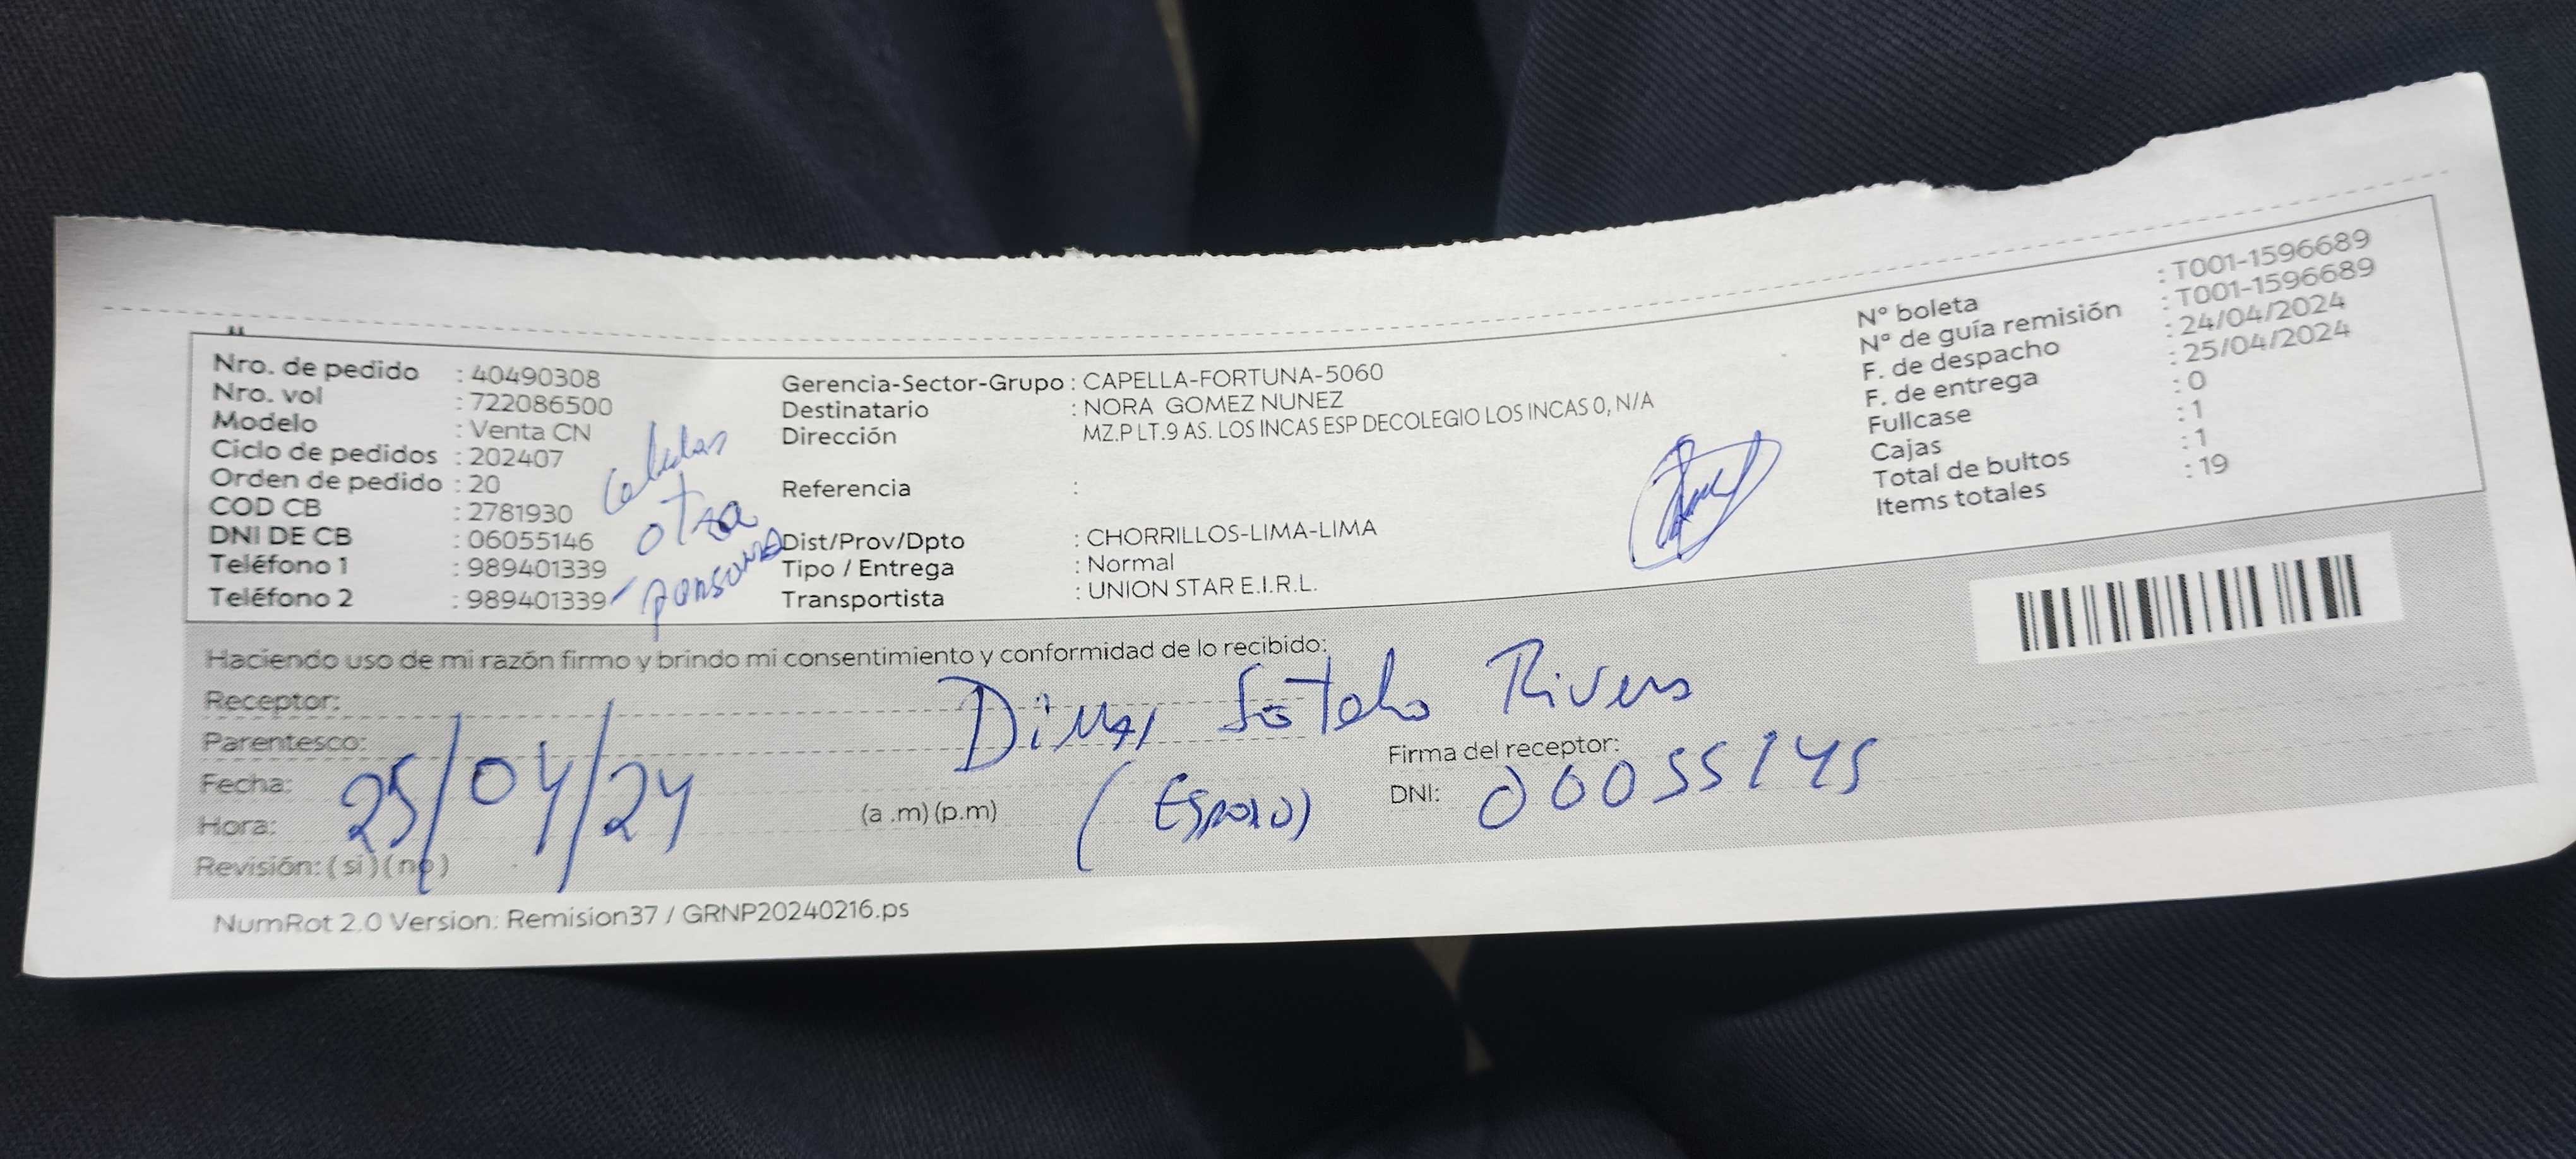 Nro. de pedido : 40490308
Nro. vol : 722086500
Modelo : Venta CN
Ciclo de pedidos : 202407
Orden de pedido : 20
COD CB : 2781930
DNI DE CB : 06055146
Teléfono 1 : 989401339
Teléfono 2 : 989401339
otra
persona
Gerencia-Sector-Grupo : CAPELLA-FORTUNA-5060
Destinatario : NORA GOMEZ NUNEZ
Dirección MZ.P LT.9 AS. LOS INCAS ESP DECOLEGIO LOS INCAS 0, N/A
Referencia :
Dist/Prov/Dpto : CHORRILLOS-LIMA-LIMA
Tipo / Entrega : Normal
Transportista : UNION STAR E.I.R.L.
N° boleta : T001-1596689
N° de guía remisión : T001-1596689
F. de despacho : 24/04/2024
F. de entrega : 25/04/2024
Fullcase : 0
Cajas : 1
Total de bultos : 1
Items totales : 19
Haciendo uso de mi razón firmo y brindo mi consentimiento y conformidad de lo recibido:
Receptor: Sotelo Rivera
Parentesco: (Esposo)
Firma del receptor:
Fecha: 25/04/24
DNI: 00055145
Hora: (a .m) (p.m)
Revisión: ( si ) ( no )
NumRot 2.0 Version: Remision37 / GRNP20240216.ps